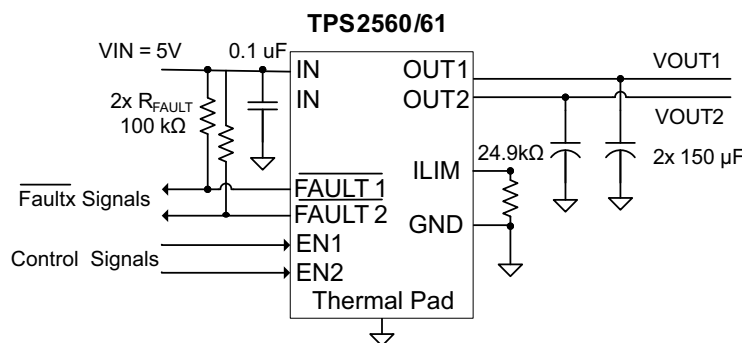 TPS2560/61
VIN = 5V
0.1 uF
IN
OUT1
VOUT1
IN
OUT2
VOUT2
2x RFAULT
100 kΩ
24.9kΩ
2x 150 µF
ILIM
Faultx Signals
FAULT 1
FAULT 2
GND
EN1
Control Signals
EN2
Thermal Pad